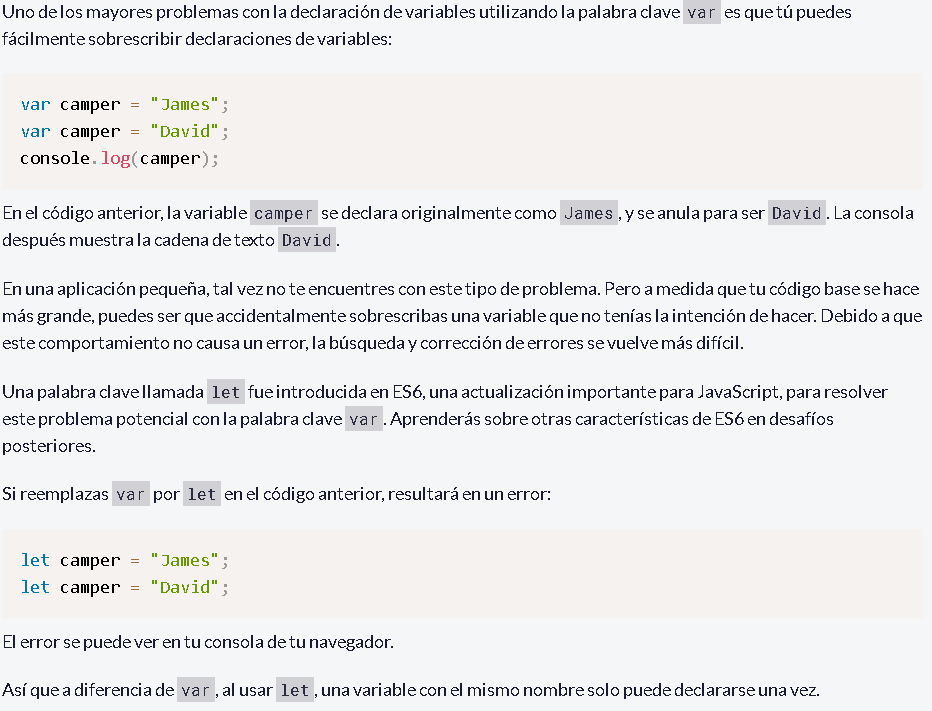 Uno de los mayores problemas con la declaración de variables utilizando la palabra clave var es que tú puedes
fácilmente sobrescribir declaraciones de variables:
var camper = "James";
var camper = "David";
console.log(camper);
En el código anterior, la variable camper se declara originalmente como James, y se anula para ser David. La consola
después muestra la cadena de texto David.
En una aplicación pequeña, tal vez no te encuentres con este tipo de problema. Pero a medida que tu código base se hace
más grande, puedes ser que accidentalmente sobrescribas una variable que no tenías la intención de hacer. Debido a que
este comportamiento no causa un error, la búsqueda y corrección de errores se vuelve más difícil.
Una palabra clave llamada let fue introducida en ES6, una actualización importante para JavaScript, para resolver
este problema potencial con la palabra clave var. Aprenderás sobre otras características de ES6 en desafíos
posteriores.
Si reemplazas var por let en el código anterior, resultará en un error:
let camper = "James";
let camper = "David";
El error se puede ver en tu consola de tu navegador.
Así que a diferencia de var, al usar let, una variable con el mismo nombre solo puede declararse una vez.